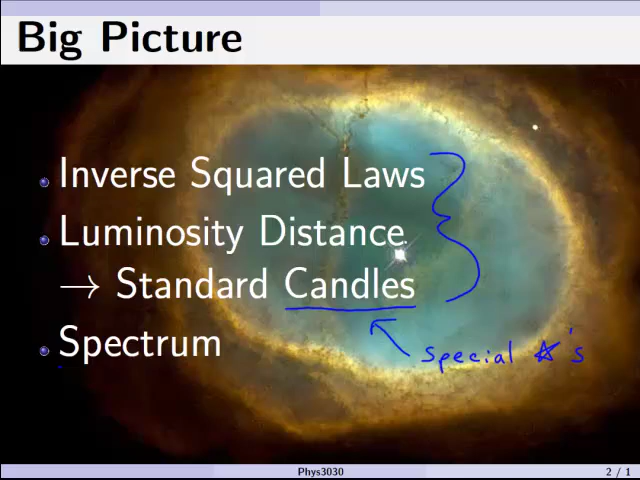 Big Picture
Inverse Squared Laws
Luminosity Distance
→ Standard Candles
Spectrum
special ☆'s
Phys3030
2 / 1